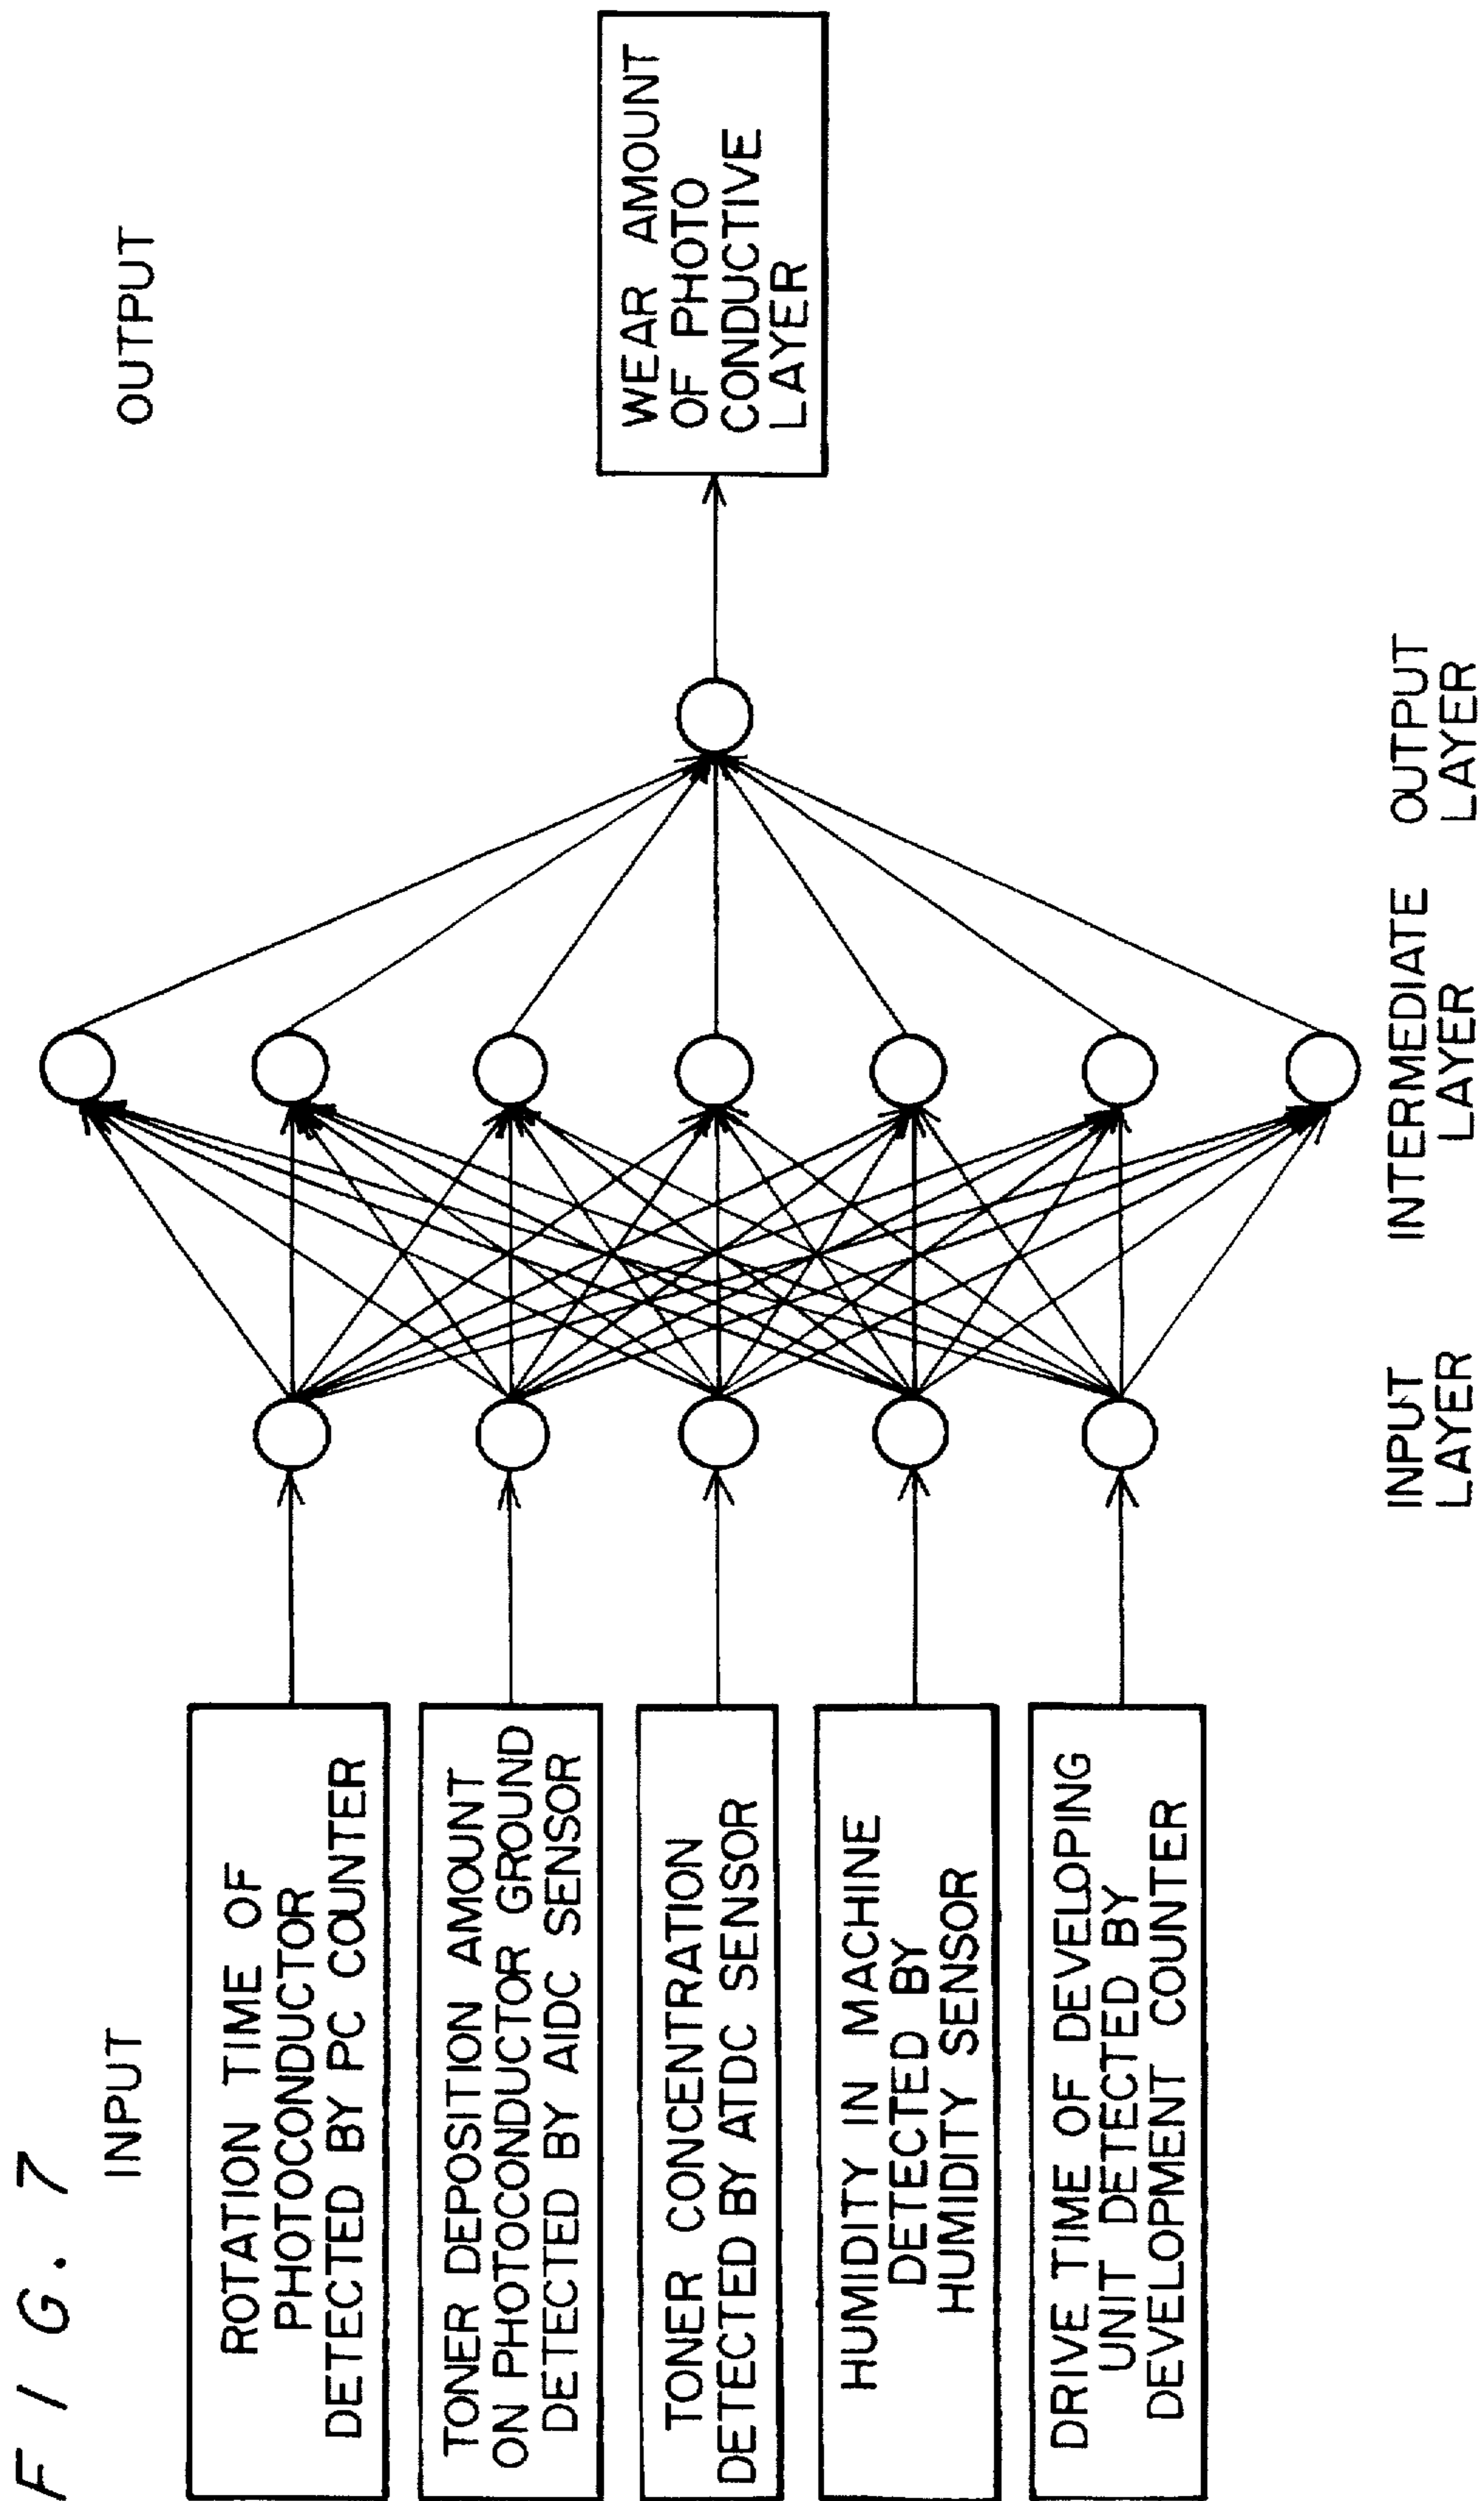 FIG. 7
INPUT
OUTPUT
ROTATION TIME OF
PHOTOCONDUCTOR
DETECTED BY PC COUNTER
TONER DEPOSITION AMOUNT
ON PHOTOCONDUCTOR GROUND
DETECTED BY AIDC SENSOR
TONER CONCENTRATION
DETECTED BY ATDC SENSOR
HUMIDITY IN MACHINE
DETECTED BY
HUMIDITY SENSOR
DRIVE TIME OF DEVELOPING
UNIT DETECTED BY
DEVELOPMENT COUNTER
WEAR AMOUNT
OF PHOTO
CONDUCTIVE
LAYER
INPUT
LAYER
INTERMEDIATE
LAYER
OUTPUT
LAYER